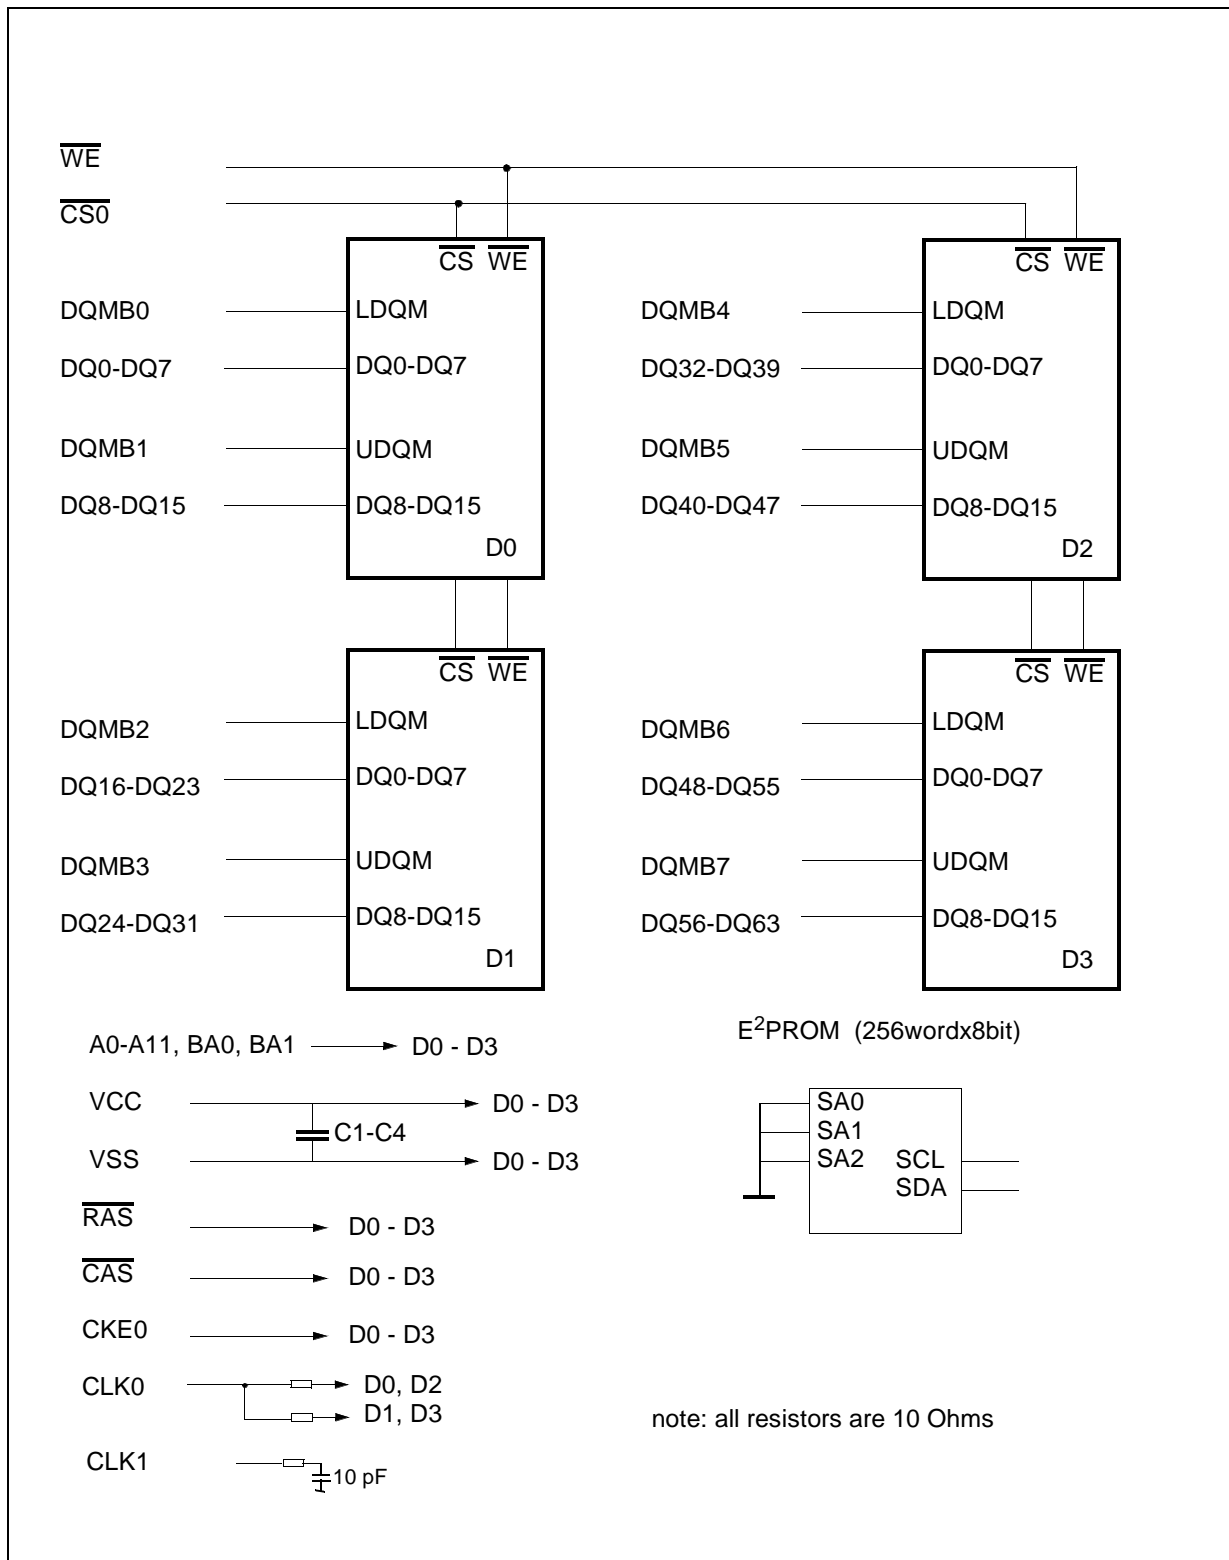 WE
CS0
CS WE
CS WE
DQMB0
LDQM
DQMB4
LDQM
DQ0-DQ7
DQ0-DQ7
DQ32-DQ39
DQ0-DQ7
DQMB1
UDQM
DQMB5
UDQM
DQ8-DQ15
DQ8-DQ15
DQ40-DQ47
DQ8-DQ15
D0
D2
CS WE
CS WE
DQMB2
LDQM
DQMB6
LDQM
DQ16-DQ23
DQ0-DQ7
DQ48-DQ55
DQ0-DQ7
DQMB3
UDQM
DQMB7
UDQM
DQ24-DQ31
DQ8-DQ15
DQ56-DQ63
DQ8-DQ15
D1
D3
A0-A11, BA0, BA1
D0 - D3
E²PROM (256wordx8bit)
VCC
D0 - D3
C1-C4
VSS
D0 - D3
SA0
SA1
SA2
SCL
SDA
RAS
D0 - D3
CAS
D0 - D3
CKE0
D0 - D3
CLK0
D0, D2
D1, D3
note: all resistors are 10 Ohms
CLK1
10 pF